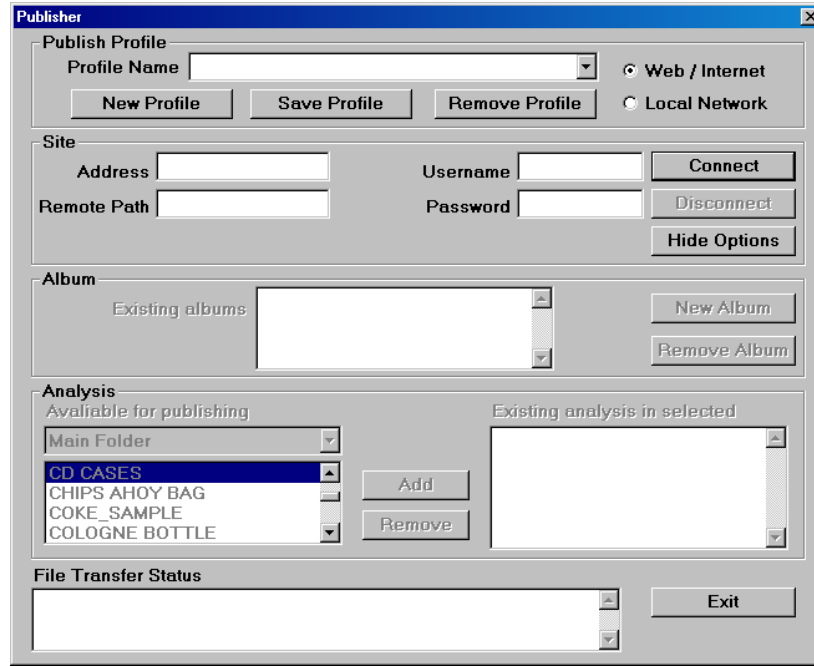 Publisher
Publish Profile
Profile Name
Web / Internet
New Profile
Save Profile
Remove Profile
Local Network
Site
Address
Username
Connect
Remote Path
Password
Disconnect
Hide Options
Album
Existing albums
New Album
Remove Album
Analysis
Avaliable for publishing
Existing analysis in selected
Main Folder
CD CASES
CHIPS AHOY BAG
COKE_SAMPLE
COLOGNE BOTTLE
Add
Remove
File Transfer Status
Exit